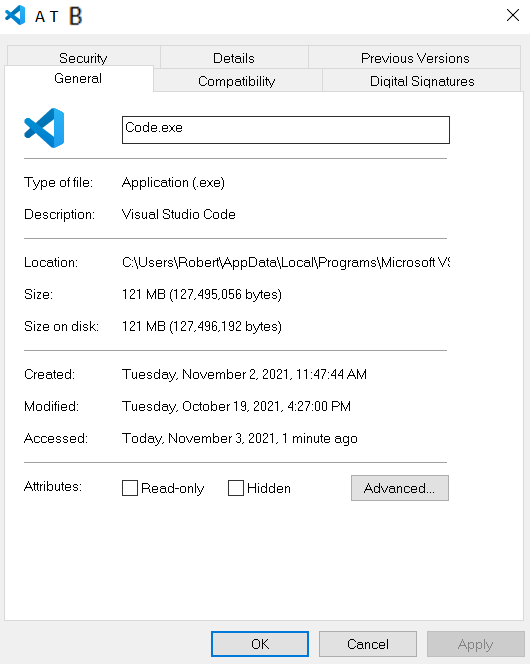 A T B
Security Details Previous Versions
General Compatibility Digital Signatures
Code.exe
Type of file: Application (.exe)
Description: Visual Studio Code
Location: C:\Users\Robert\AppData\Local\Programs\Microsoft VS
Size: 121 MB (127,495,056 bytes)
Size on disk: 121 MB (127,496,192 bytes)
Created: Tuesday, November 2, 2021, 11:47:44 AM
Modified: Tuesday, October 19, 2021, 4:27:00 PM
Accessed: Today, November 3, 2021, 1 minute ago
Attributes: Read-only Hidden Advanced...
OK Cancel Apply